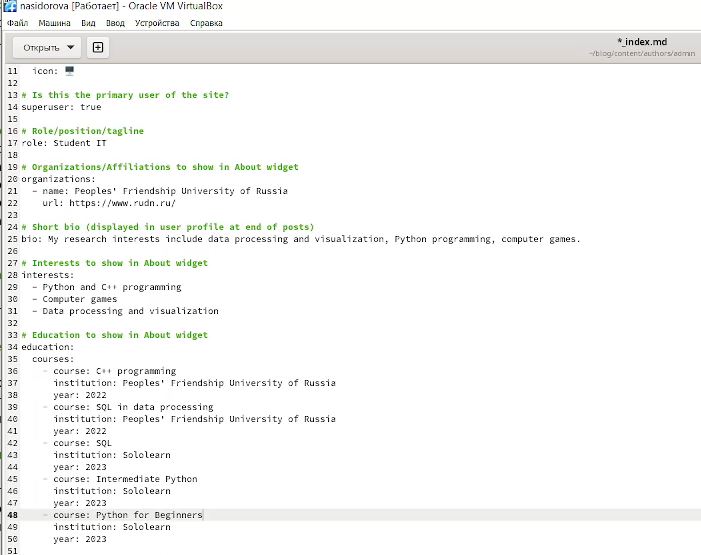 nasidorova [Работает] - Oracle VM VirtualBox
Файл Машина Вид Ввод Устройства Справка
Открыть
*_index.md
~/blog/content/authors/admin
11 icon: 🖥️
12
13 # Is this the primary user of the site?
14 superuser: true
15
16 # Role/position/tagline
17 role: Student IT
18
19 # Organizations/Affiliations to show in About widget
20 organizations:
21 - name: Peoples' Friendship University of Russia
22 url: https://www.rudn.ru/
23
24 # Short bio (displayed in user profile at end of posts)
25 bio: My research interests include data processing and visualization, Python programming, computer games.
26
27 # Interests to show in About widget
28 interests:
29 - Python and C++ programming
30 - Computer games
31 - Data processing and visualization
32
33 # Education to show in About widget
34 education:
35 courses:
36 - course: C++ programming
37 institution: Peoples' Friendship University of Russia
38 year: 2022
39 - course: SQL in data processing
40 institution: Peoples' Friendship University of Russia
41 year: 2022
42 - course: SQL
43 institution: Sololearn
44 year: 2023
45 - course: Intermediate Python
46 institution: Sololearn
47 year: 2023
48 - course: Python for Beginners
49 institution: Sololearn
50 year: 2023
51